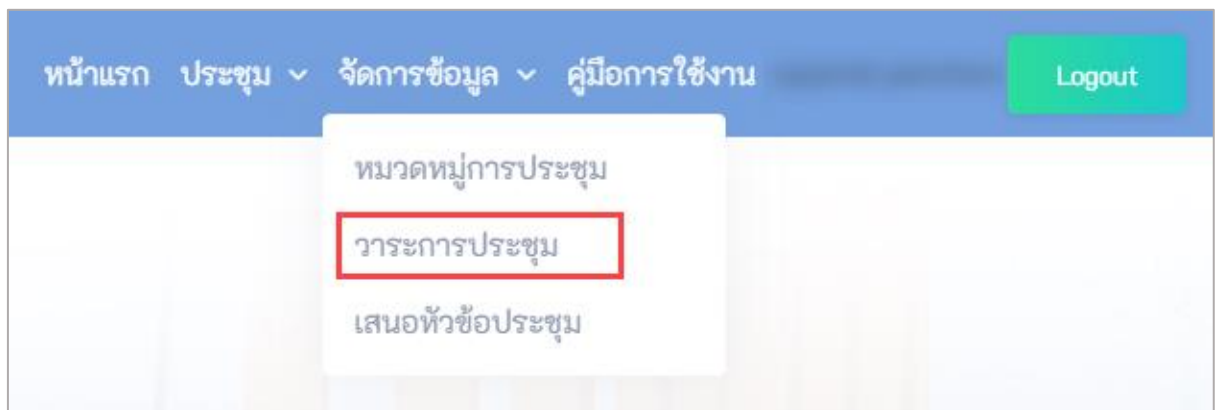 หน้าแรก ประชุม จัดการข้อมูล คู่มือการใช้งาน Logout
หมวดหมู่การประชุม
วาระการประชุม
เสนอหัวข้อประชุม